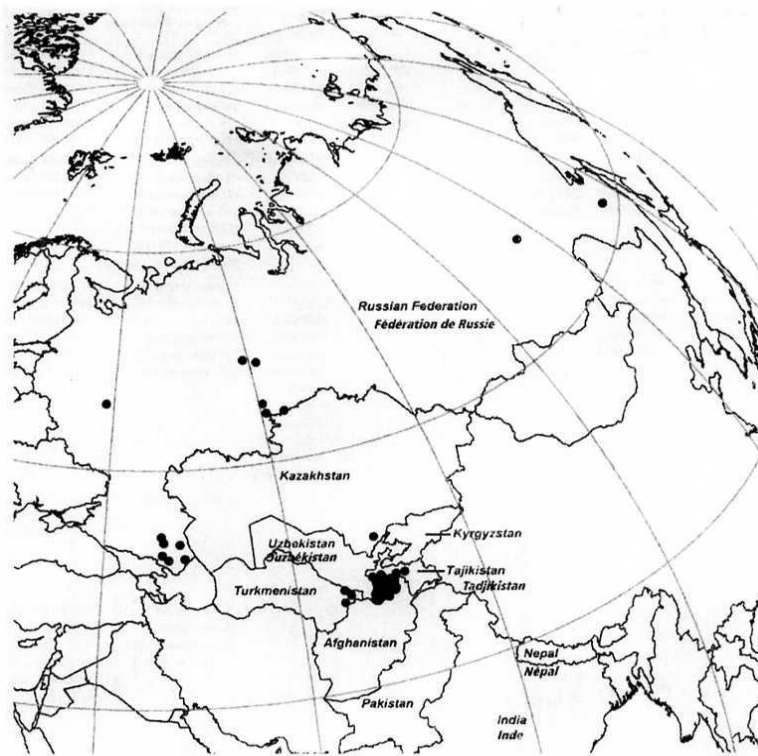 Russian Federation
Fédération de Russie
Kazakhstan
Kyrgyzstan
Uzbekistan
Ouzbékistan
Tajikistan
Tadjikistan
Turkmenistan
Afghanistan
Nepal
Népal
Pakistan
India
Inde